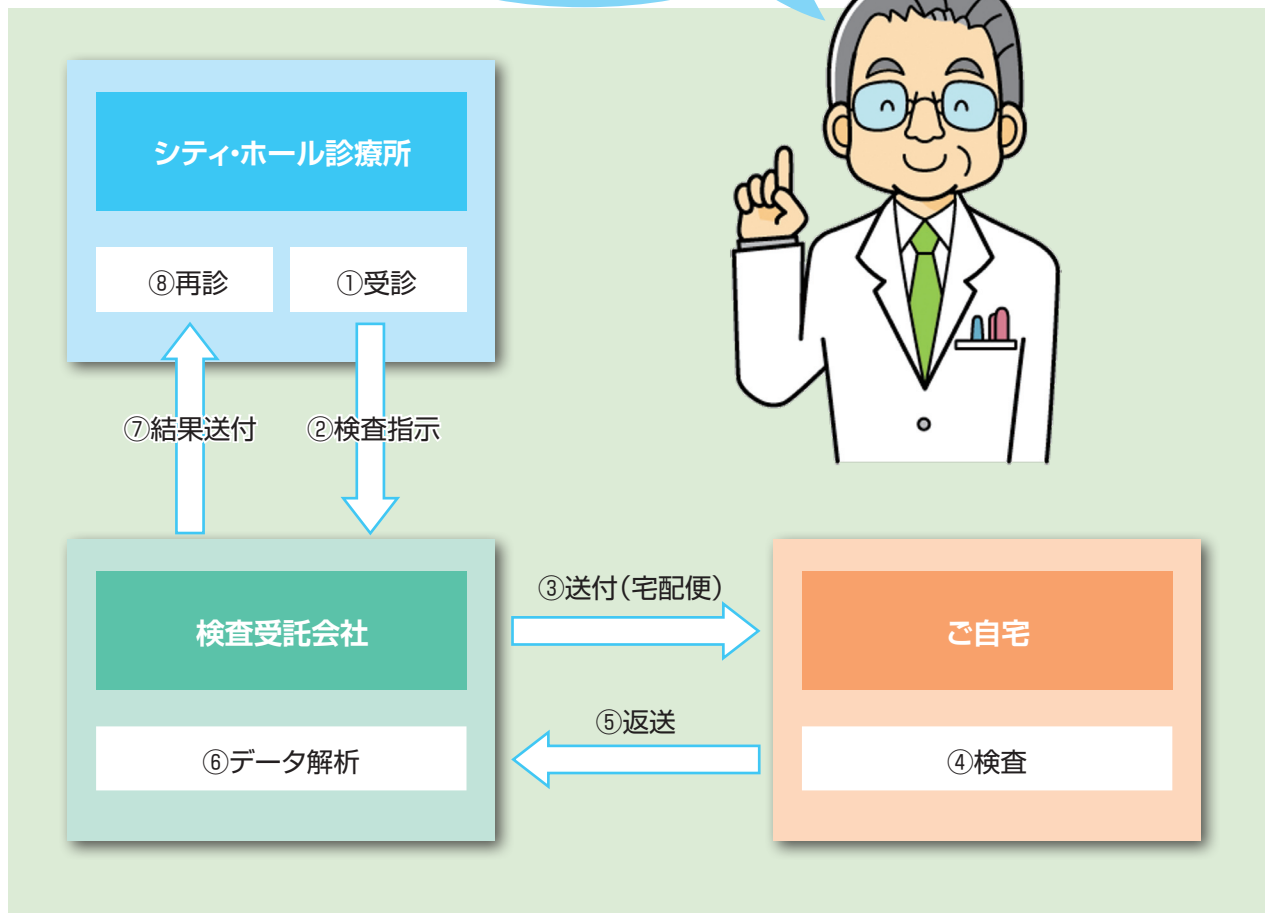 シティ・ホール診療所
⑧再診
①受診
⑦結果送付
②検査指示
検査受託会社
⑥データ解析
③送付(宅配便)
⑤返送
ご自宅
④検査